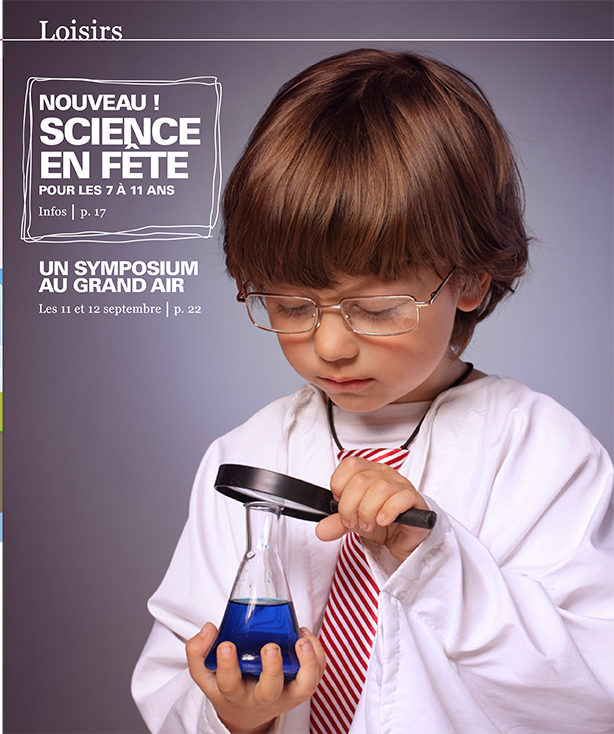 Loisirs
NOUVEAU !
SCIENCE
EN FÊTE
POUR LES 7 À 11 ANS
Infos | p. 17
UN SYMPOSIUM
AU GRAND AIR
Les 11 et 12 septembre | p. 22